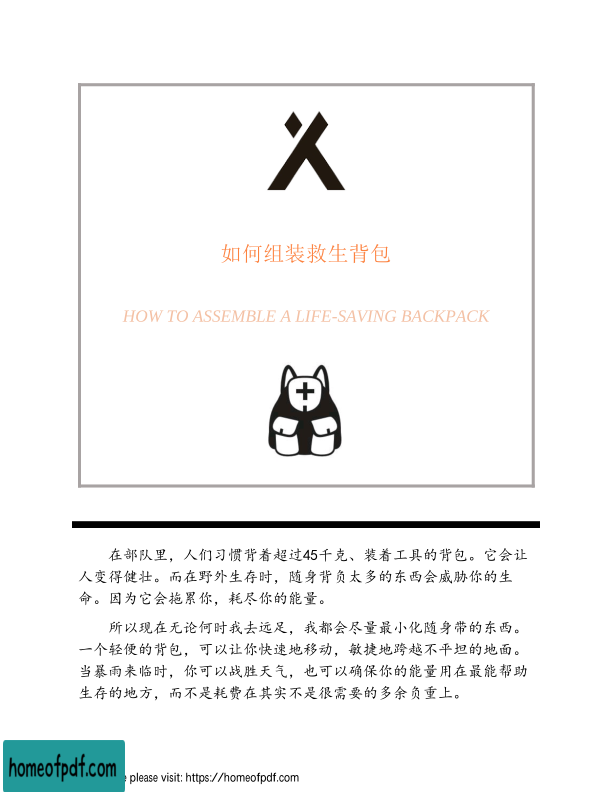 如何组装救生背包
HOW TO ASSEMBLE A LIFE-SAVING BACKPACK
在部队里，人们习惯背着超过45千克、装着工具的背包。它会让
人变得健壮。而在野外生存时，随身背负太多的东西会威胁你的生
命。因为它会拖累你，耗尽你的能量。
所以现在无论何时我去远足，我都会尽量最小化随身带的东西。
一个轻便的背包，可以让你快速地移动，敏捷地跨越不平坦的地面。
当暴雨来临时，你可以战胜天气，也可以确保你的能量用在最能帮助
生存的地方，而不是耗费在其实不是很需要的多余负重上。
homeofpdf.com
please visit: https://homeofpdf.com